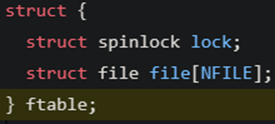 struct {
  struct spinlock lock;
  struct file file[NFILE];
} ftable;